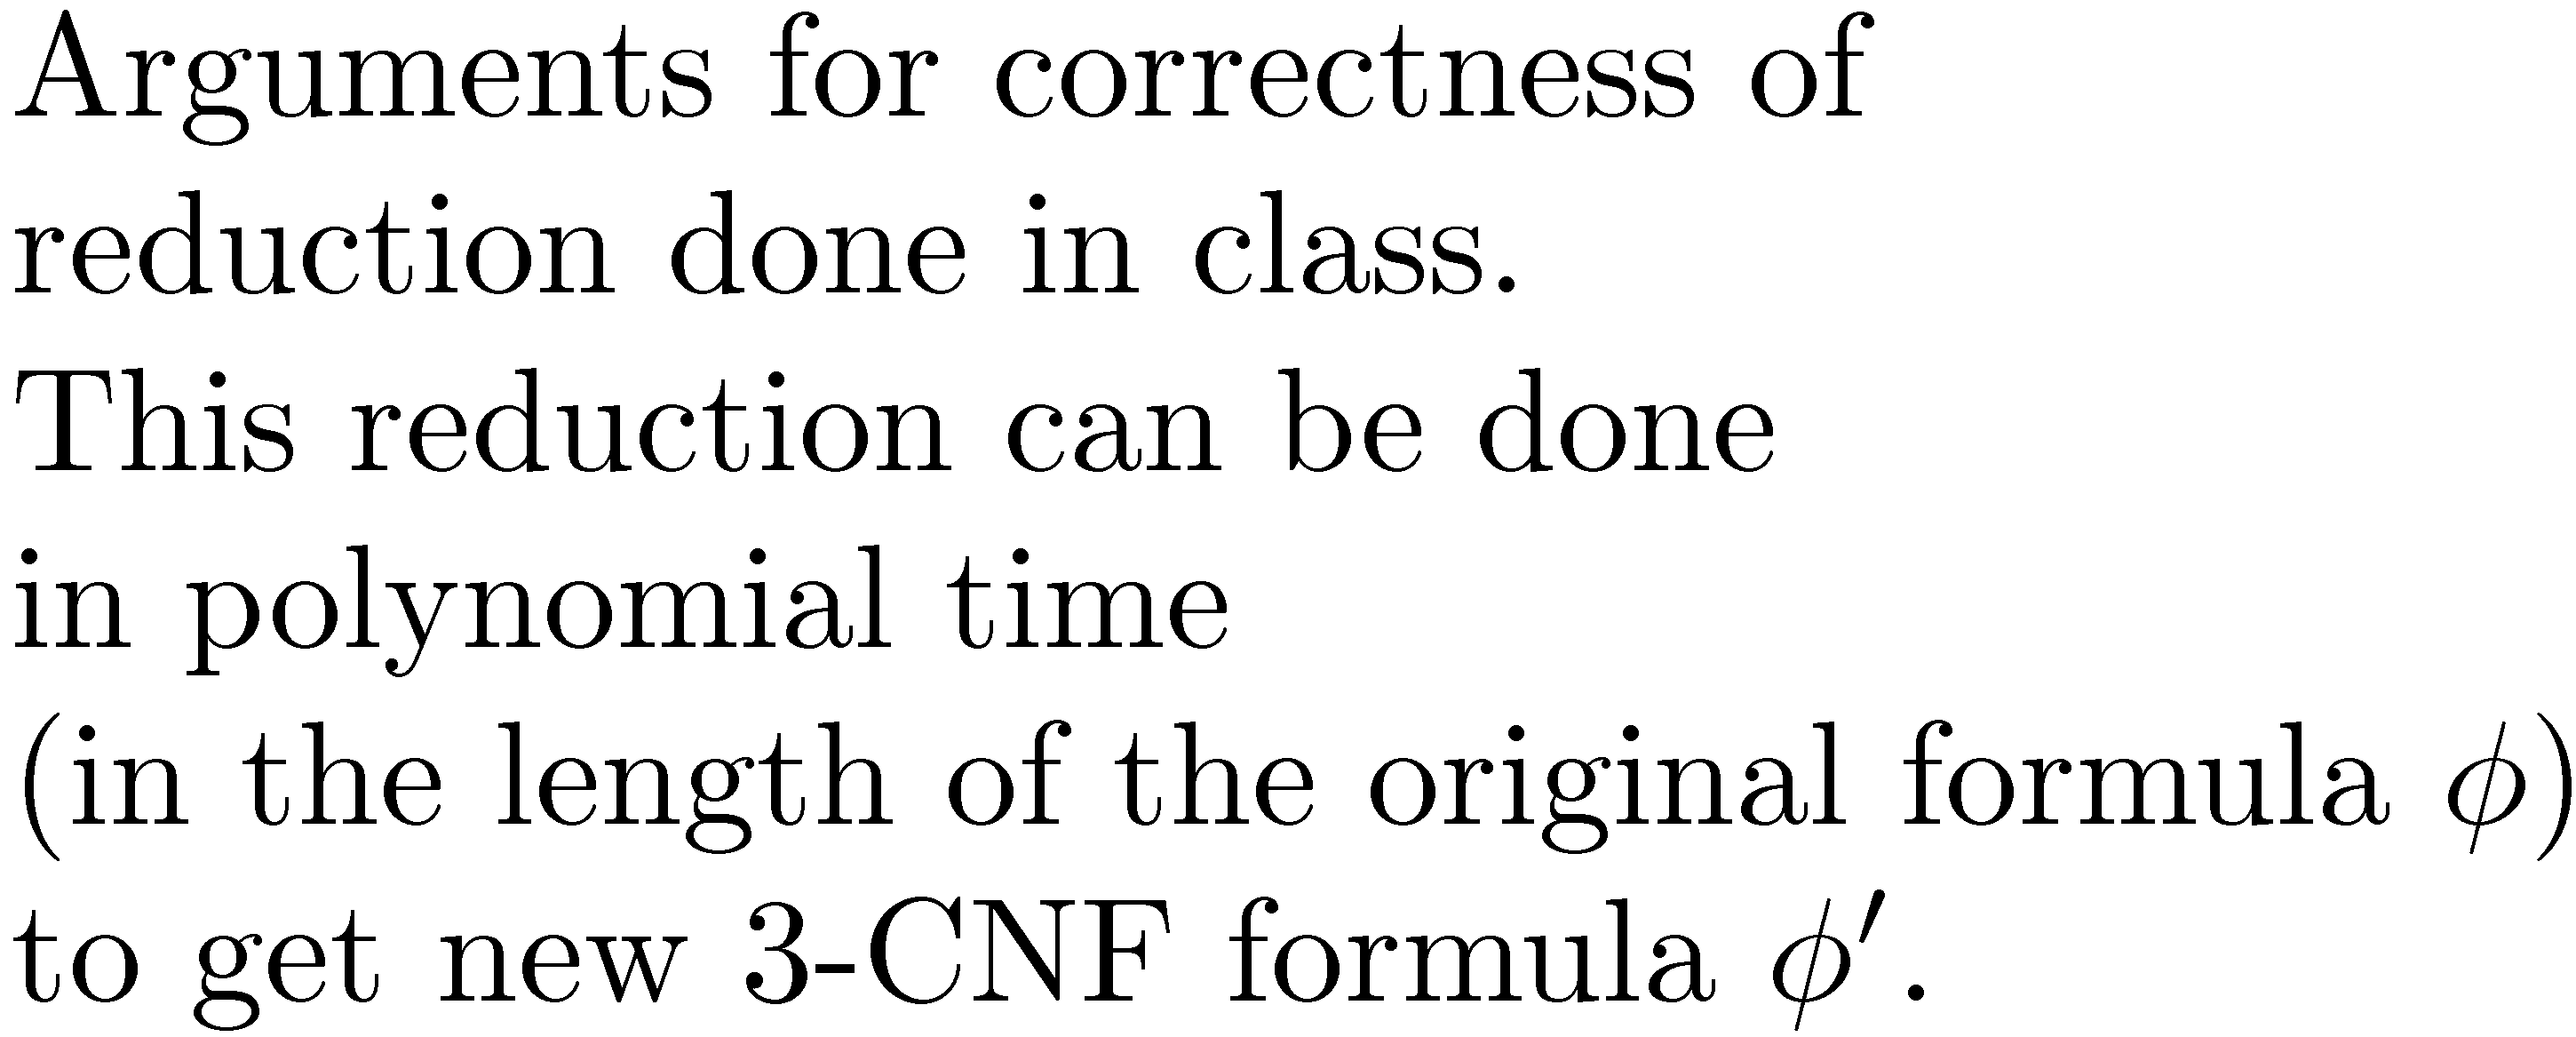 Arguments for correctness of
reduction done in class.
This reduction can be done
in polynomial time
(in the length of the original formula ϕ)
to get new 3-CNF formula ϕ′.